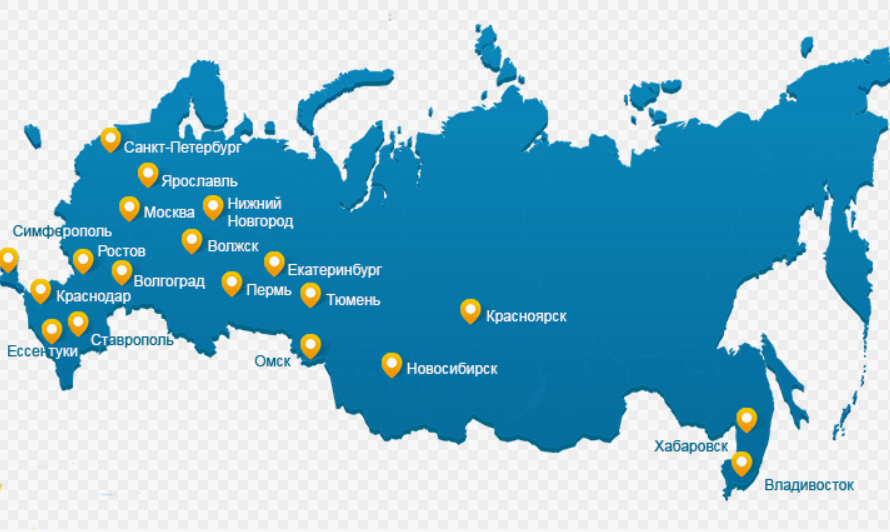 Санкт-Петербург
Ярославль
Нижний
Новгород
Москва
Симферополь
Волжск
Ростов
Екатеринбург
Волгоград
Пермь
Краснодар
Тюмень
Красноярск
Ставрополь
Ессентуки
Омск
Новосибирск
Хабаровск
Владивосток